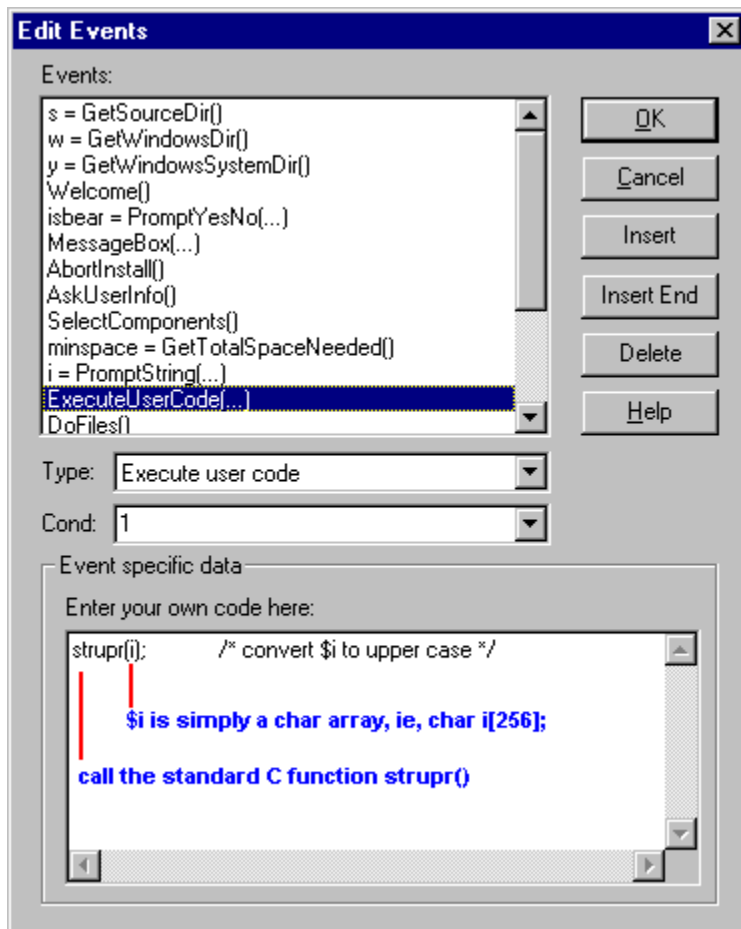 Edit Events
Events:
s = GetSourceDir()
w = GetWindowsDir()
y = GetWindowsSystemDir()
Welcome()
isbear = PromptYesNo(...)
MessageBox(...)
AbortInstall()
AskUserInfo()
SelectComponents()
minspace = GetTotalSpaceNeeded()
i = PromptString(...)
ExecuteUserCode(...)
DoFiles()
OK
Cancel
Insert
Insert End
Delete
Help
Type: Execute user code
Cond: 1
Event specific data
Enter your own code here:
strupr(i); /* convert $i to upper case */
$i is simply a char array, ie, char i[256];
call the standard C function strupr()